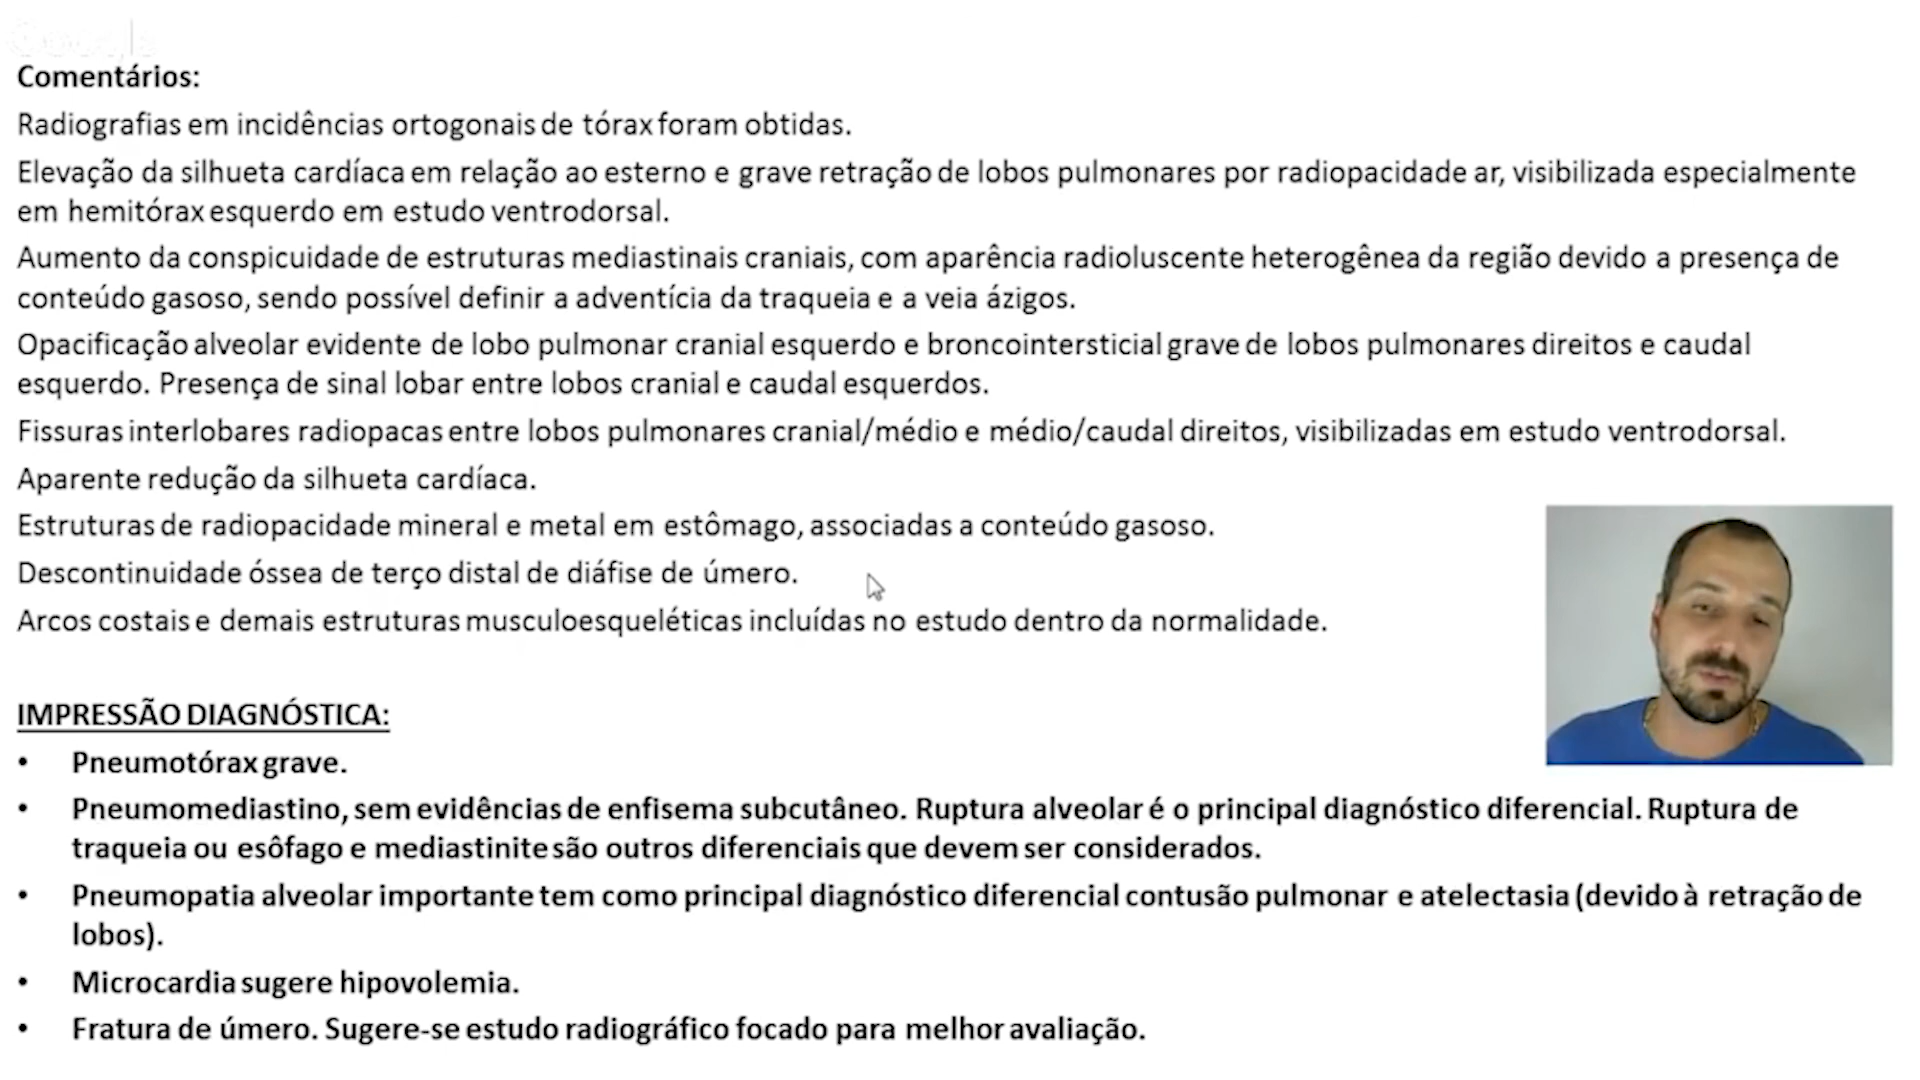 Comentários:
Radiografias em incidências ortogonais de tórax foram obtidas.
Elevação da silhueta cardíaca em relação ao esterno e grave retração de lobos pulmonares por radiopacidade ar, visibilizada especialmente
em hemitórax esquerdo em estudo ventrodorsal.
Aumento da conspicuidade de estruturas mediastinais craniais, com aparência radioluscente heterogênea da região devido a presença de
conteúdo gasoso, sendo possível definir a adventícia da traqueia e a veia ázigos.
Opacificação alveolar evidente de lobo pulmonar cranial esquerdo e broncointersticial grave de lobos pulmonares direitos e caudal
esquerdo. Presença de sinal lobar entre lobos cranial e caudal esquerdos.
Fissuras interlobares radiopacas entre lobos pulmonares cranial/médio e médio/caudal direitos, visibilizadas em estudo ventrodorsal.
Aparente redução da silhueta cardíaca.
Estruturas de radiopacidade mineral e metal em estômago, associadas a conteúdo gasoso.
Descontinuidade óssea de terço distal de diáfise de úmero.
Arcos costais e demais estruturas musculoesqueléticas incluídas no estudo dentro da normalidade.
IMPRESSÃO DIAGNÓSTICA:
• Pneumotórax grave.
• Pneumomediastino, sem evidências de enfisema subcutâneo. Ruptura alveolar é o principal diagnóstico diferencial. Ruptura de
traqueia ou esôfago e mediastinite são outros diferenciais que devem ser considerados.
• Pneumopatia alveolar importante tem como principal diagnóstico diferencial contusão pulmonar e atelectasia (devido à retração de
lobos).
• Microcardia sugere hipovolemia.
• Fratura de úmero. Sugere-se estudo radiográfico focado para melhor avaliação.